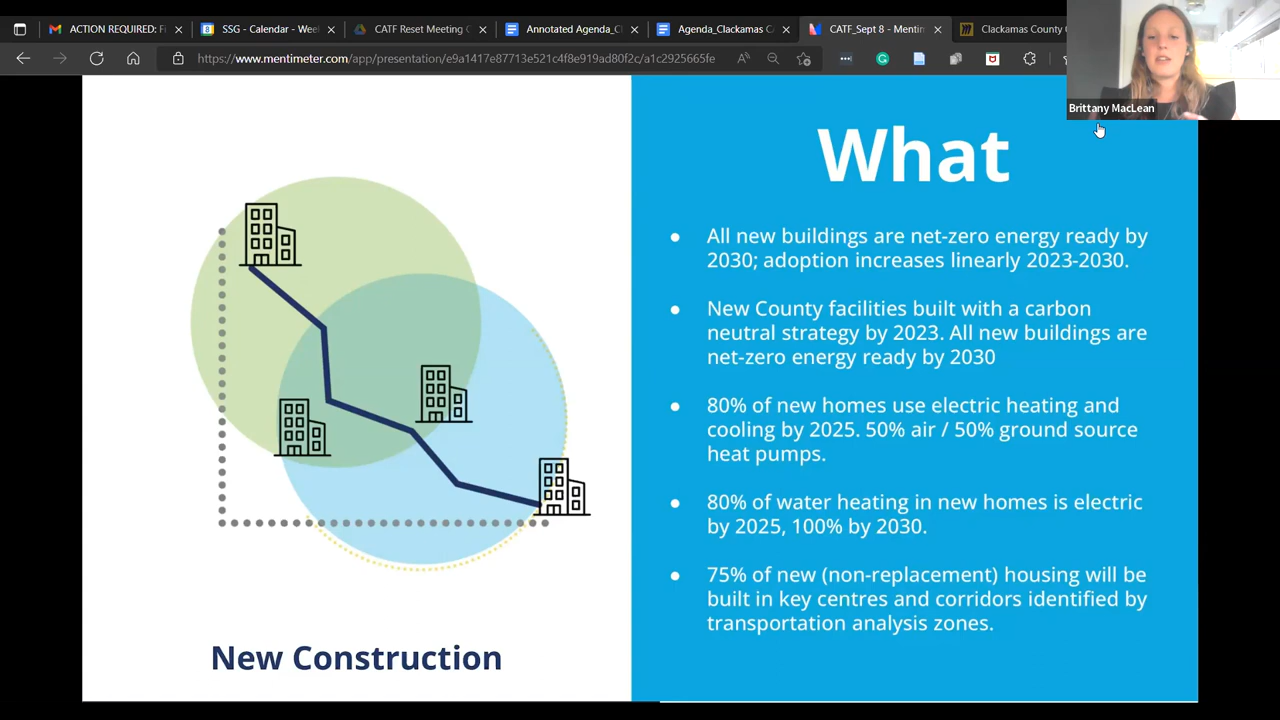 ACTION REQUIRED: Fi
SSG - Calendar - Wee
CATF Reset Meeting
Annotated Agenda_C
Agenda_Clackamas C
CATF_Sept 8 - Mentin
Clackamas County
https://www.mentimeter.com/app/presentation/e9a1417e87713e521c4f8e919ad80f2c/a1c2925665fe
Brittany MacLean
What
All new buildings are net-zero energy ready by
2030; adoption increases linearly 2023-2030.
New County facilities built with a carbon
neutral strategy by 2023. All new buildings are
net-zero energy ready by 2030
80% of new homes use electric heating and
cooling by 2025. 50% air / 50% ground source
heat pumps.
80% of water heating in new homes is electric
by 2025, 100% by 2030.
75% of new (non-replacement) housing will be
built in key centres and corridors identified by
transportation analysis zones.
New Construction